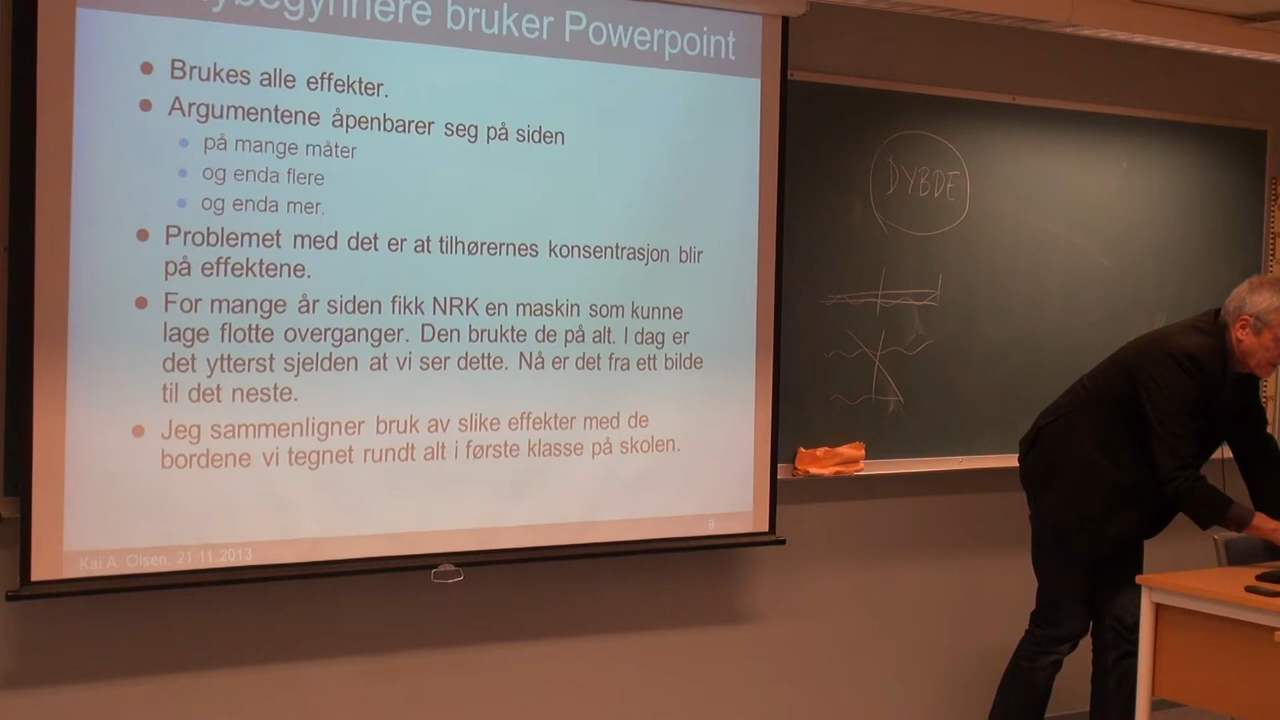 bruker Powerpoint
Brukes alle effekter.
Argumentene åpenbarer seg på siden
på mange måter
og enda flere
og enda mer.
Problemet med det er at tilhørernes konsentrasjon blir
på effektene.
For mange år siden fikk NRK en maskin som kunne
lage flotte overganger. Den brukte de på alt. I dag er
det ytterst sjelden at vi ser dette. Nå er det fra ett bilde
til det neste.
Jeg sammenligner bruk av slike effekter med de
bordene vi tegnet rundt alt i første klasse på skolen.
Kai A. Olsen, 21.11.2013
9
DYBDE